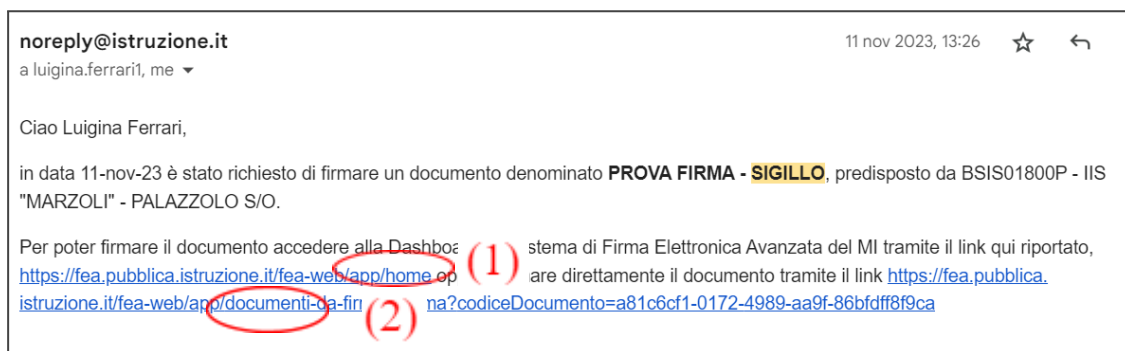 noreply@istruzione.it 11 nov 2023, 13:26
a luigina.ferrari1, me
Ciao Luigina Ferrari,
in data 11-nov-23 è stato richiesto di firmare un documento denominato PROVA FIRMA - SIGILLO, predisposto da BSIS01800P - IIS
"MARZOLI" - PALAZZOLO S/O.
Per poter firmare il documento accedere alla Dashboa (1) stema di Firma Elettronica Avanzata del MI tramite il link qui riportato,
https://fea.pubblica.istruzione.it/fea-web/app/home op are direttamente il documento tramite il link https://fea.pubblica.
istruzione.it/fea-web/app/documenti-da-fir (2) ma?codiceDocumento=a81c6cf1-0172-4989-aa9f-86bfdff8f9ca